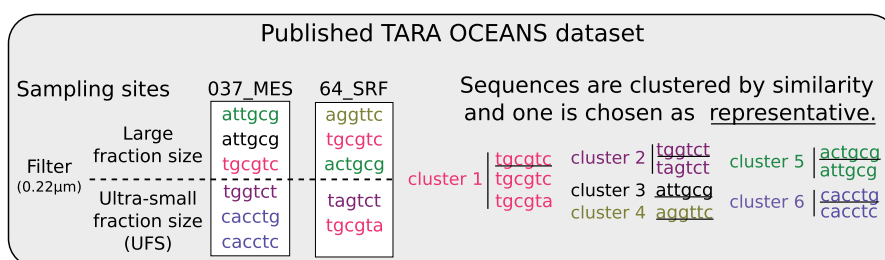 Published TARA OCEANS dataset
Sampling sites
037_MES
64_SRF
Large
fraction size
Filter
(0.22μm)
Ultra-small
fraction size
(UFS)
attgcg
attgcg
tgcgtc
tggtct
cacctg
cacctc
aggttc
tgcgtc
actgcg
tagtct
tgcgta
Sequences are clustered by similarity
and one is chosen as representative.
cluster 1
tgcgtc
tgcgtc
tgcgta
cluster 2
tggtct
tagtct
cluster 3 attgcg
cluster 4 aggttc
cluster 5
actgcg
attgcg
cluster 6
cacctg
cacctc